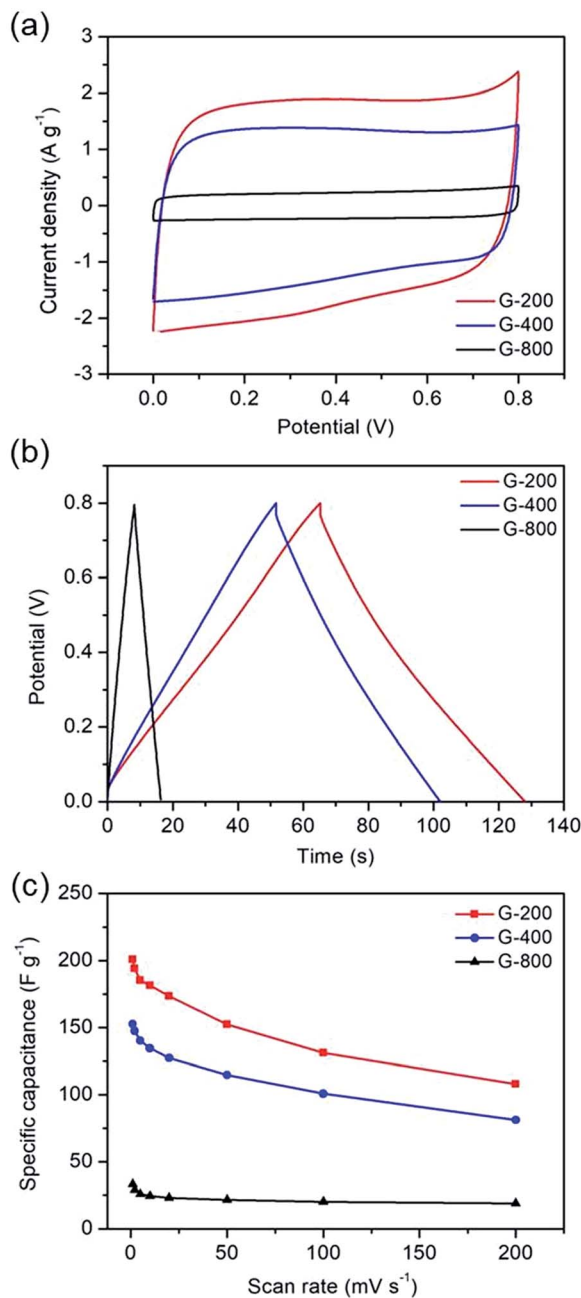 (a)
3
2
1
0
-1
-2
-3
Current density (A g⁻¹)
G-200
G-400
G-800
0.0 0.2 0.4 0.6 0.8
Potential (V)
(b)
1.0
0.8
0.6
0.4
0.2
0.0
Potential (V)
G-200
G-400
G-800
0 20 40 60 80 100 120 140
Time (s)
(c)
250
200
150
100
50
0
Specific capacitance (F g⁻¹)
G-200
G-400
G-800
0 50 100 150 200
Scan rate (mV s⁻¹)